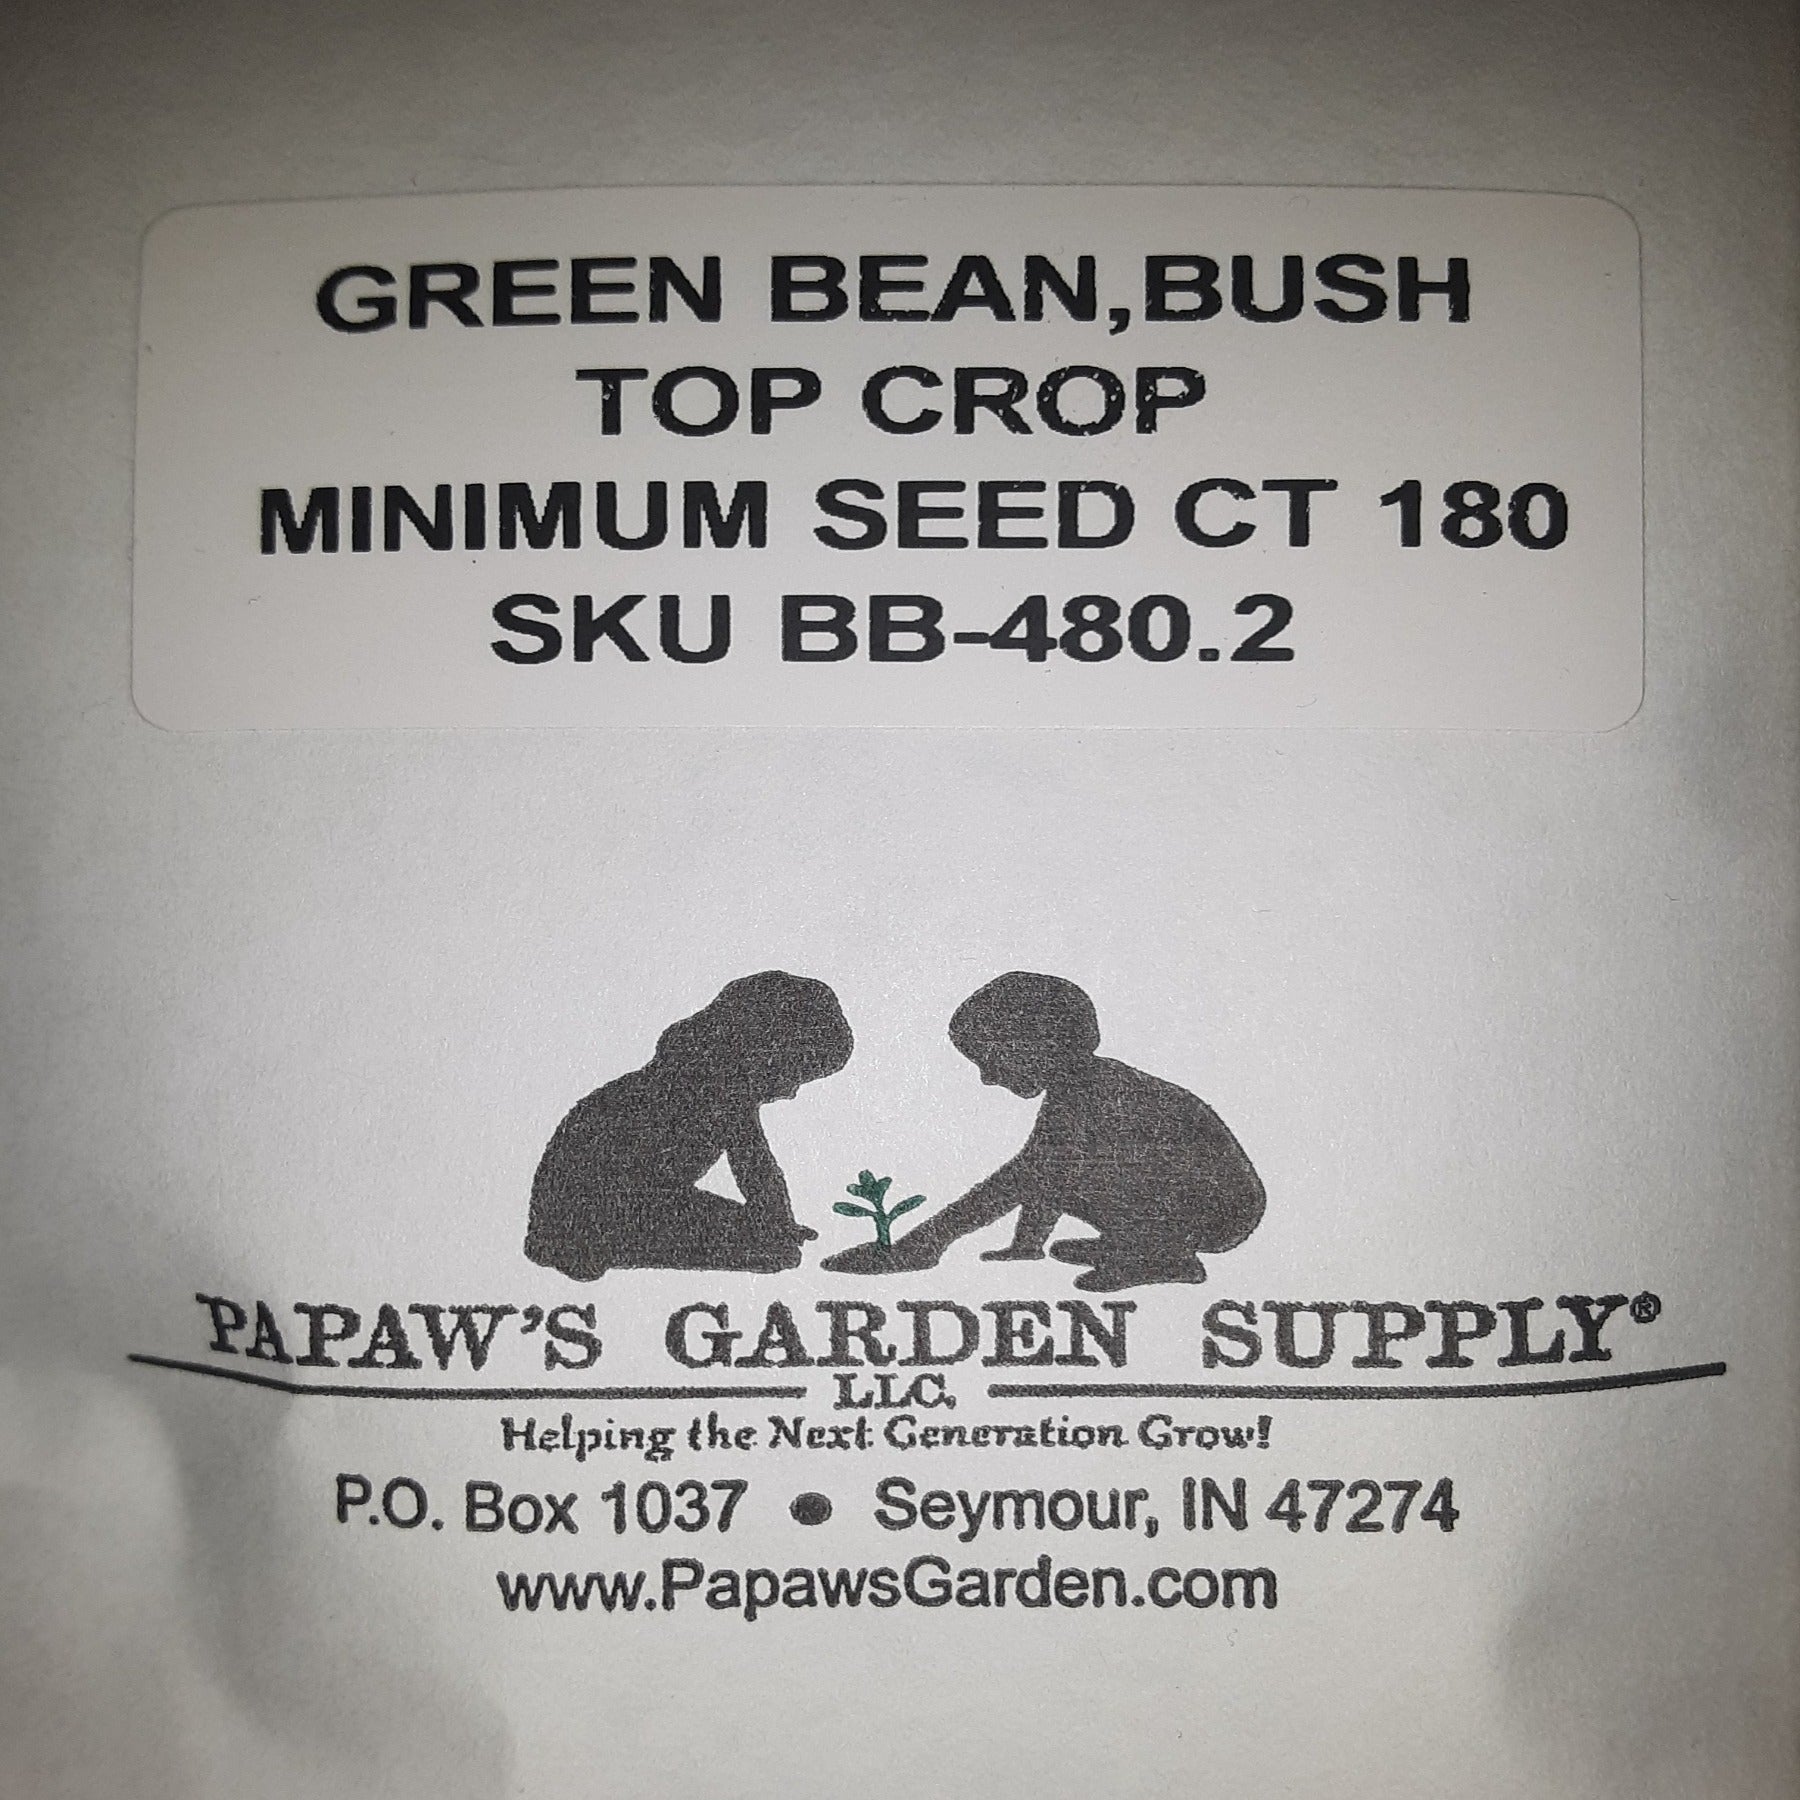 GREEN BEAN,BUSH
TOP CROP
MINIMUM SEED CT 180
SKU BB-480.2
PAPAW'S GARDEN SUPPLY®
LLC.
Helping the Next Generation Grow!
P.O. Box 1037 • Seymour, IN 47274
www.PapawsGarden.com